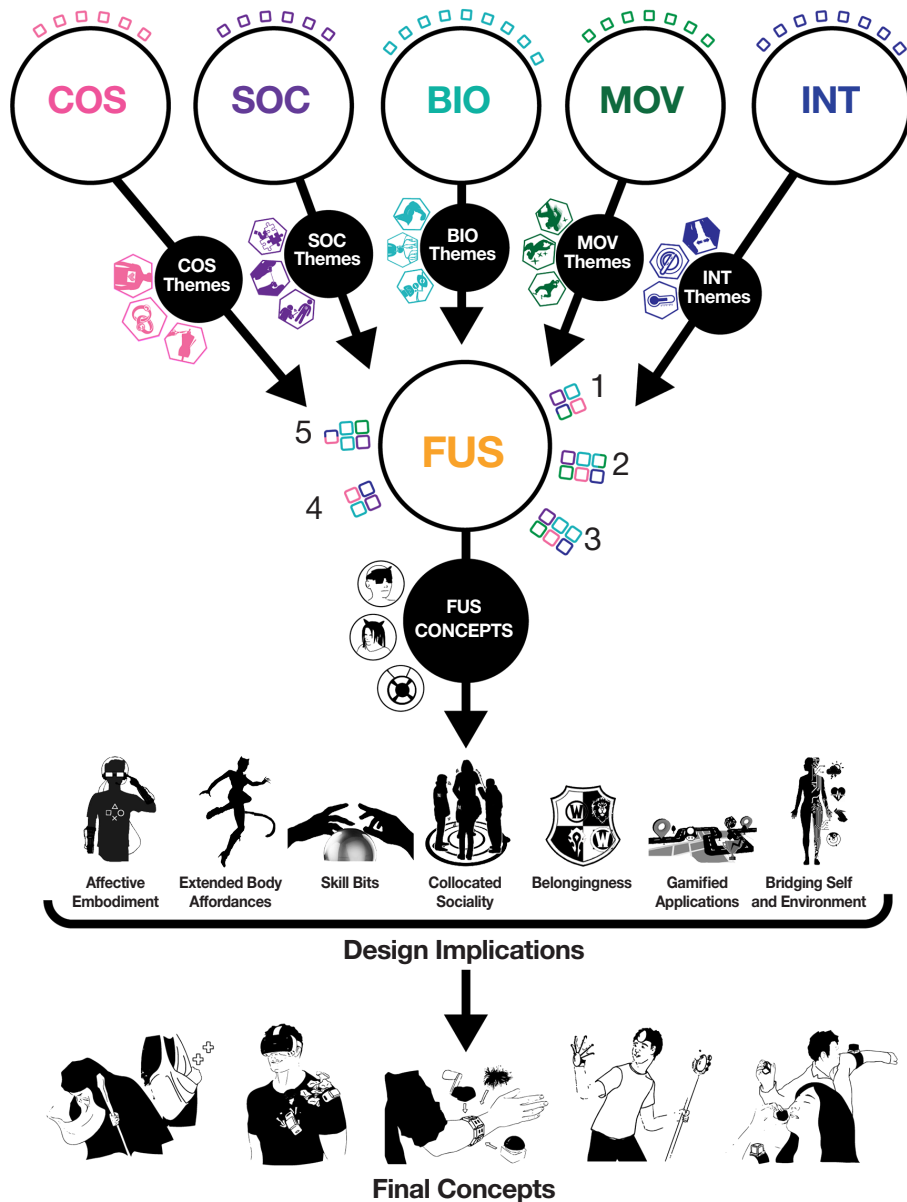 COS
SOC
BIO
MOV
INT
COS
Themes
SOC
Themes
BIO
Themes
MOV
Themes
INT
Themes
FUS
1
2
3
4
5
FUS
CONCEPTS
W
W
Affective
Embodiment
Extended Body
Affordances
Skill Bits
Collocated
Sociality
Belongingness
Gamified
Applications
Bridging Self
and Environment
Design Implications
Final Concepts